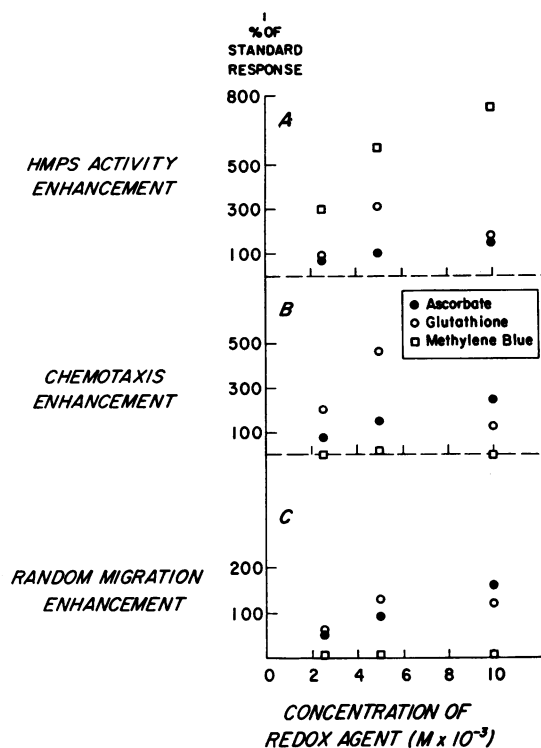 % OF
STANDARD
RESPONSE
800
500
300
100
A
HMPS ACTIVITY
ENHANCEMENT
● Ascorbate
○ Glutathione
□ Methylene Blue
B
500
300
100
CHEMOTAXIS
ENHANCEMENT
C
200
100
RANDOM MIGRATION
ENHANCEMENT
0 2 4 6 8 10
CONCENTRATION OF
REDOX AGENT (M x 10⁻³)